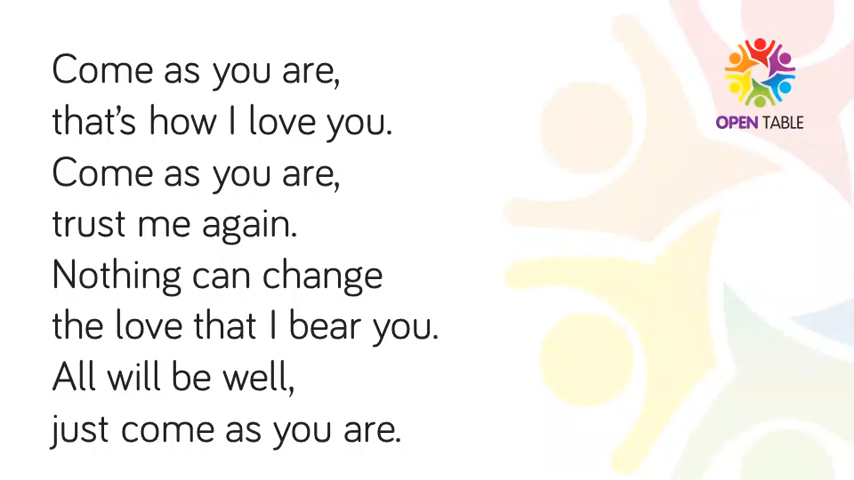 Come as you are,
that's how I love you.
Come as you are,
trust me again.
Nothing can change
the love that I bear you.
All will be well,
just come as you are.
OPEN TABLE